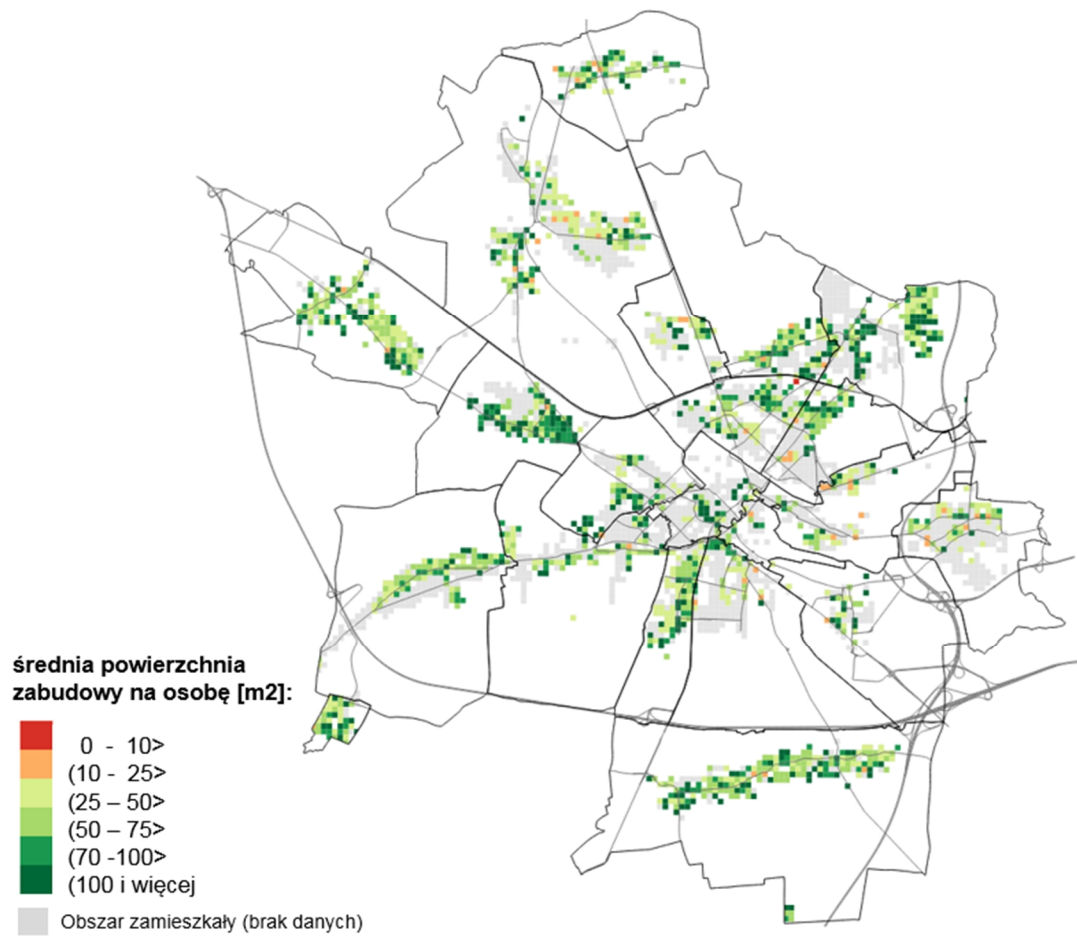 średnia powierzchnia
zabudowy na osobę [m2]:
0 - 10>
(10 - 25>
(25 – 50>
(50 – 75>
(70 -100>
(100 i więcej
Obszar zamieszkały (brak danych)